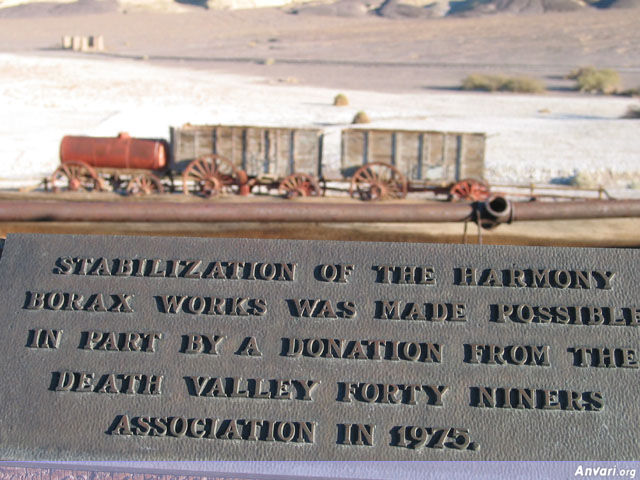 STABILIZATION OF THE HARMONY
BORAX WORKS WAS MADE POSSIBLE
IN PART BY A DONATION FROM THE
DEATH VALLEY FORTY NINERS
ASSOCIATION IN 1975.
Anvari.org